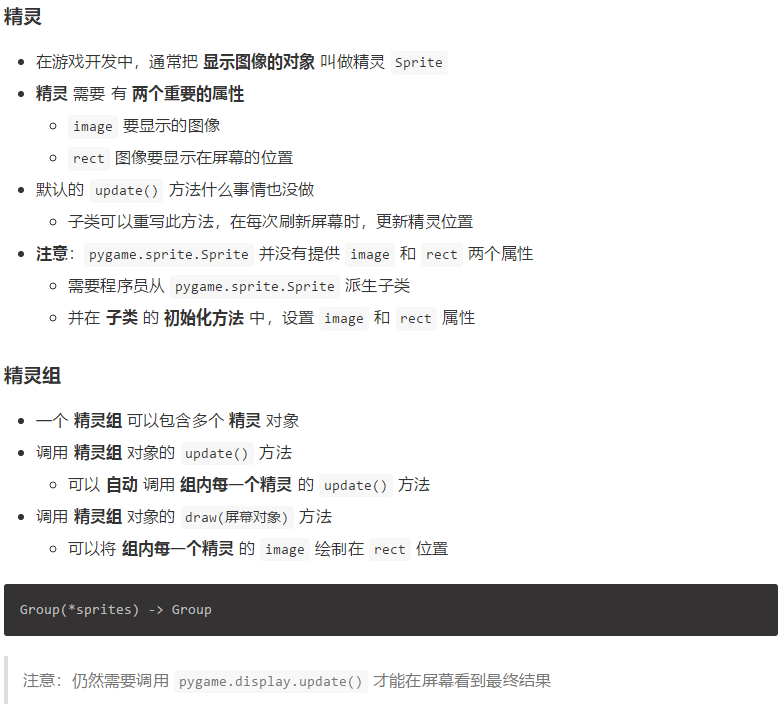 精灵
在游戏开发中，通常把 显示图像的对象 叫做精灵 Sprite
精灵 需要 有 两个重要的属性
image 要显示的图像
rect 图像要显示在屏幕的位置
默认的 update() 方法什么事情也没做
子类可以重写此方法，在每次刷新屏幕时，更新精灵位置
注意：pygame.sprite.Sprite 并没有提供 image 和 rect 两个属性
需要程序员从 pygame.sprite.Sprite 派生子类
并在 子类 的 初始化方法 中，设置 image 和 rect 属性
精灵组
一个 精灵组 可以包含多个 精灵 对象
调用 精灵组 对象的 update() 方法
可以 自动 调用 组内每一个精灵 的 update() 方法
调用 精灵组 对象的 draw(屏幕对象) 方法
可以将 组内每一个精灵 的 image 绘制在 rect 位置
Group(*sprites) -> Group
注意：仍然需要调用 pygame.display.update() 才能在屏幕看到最终结果